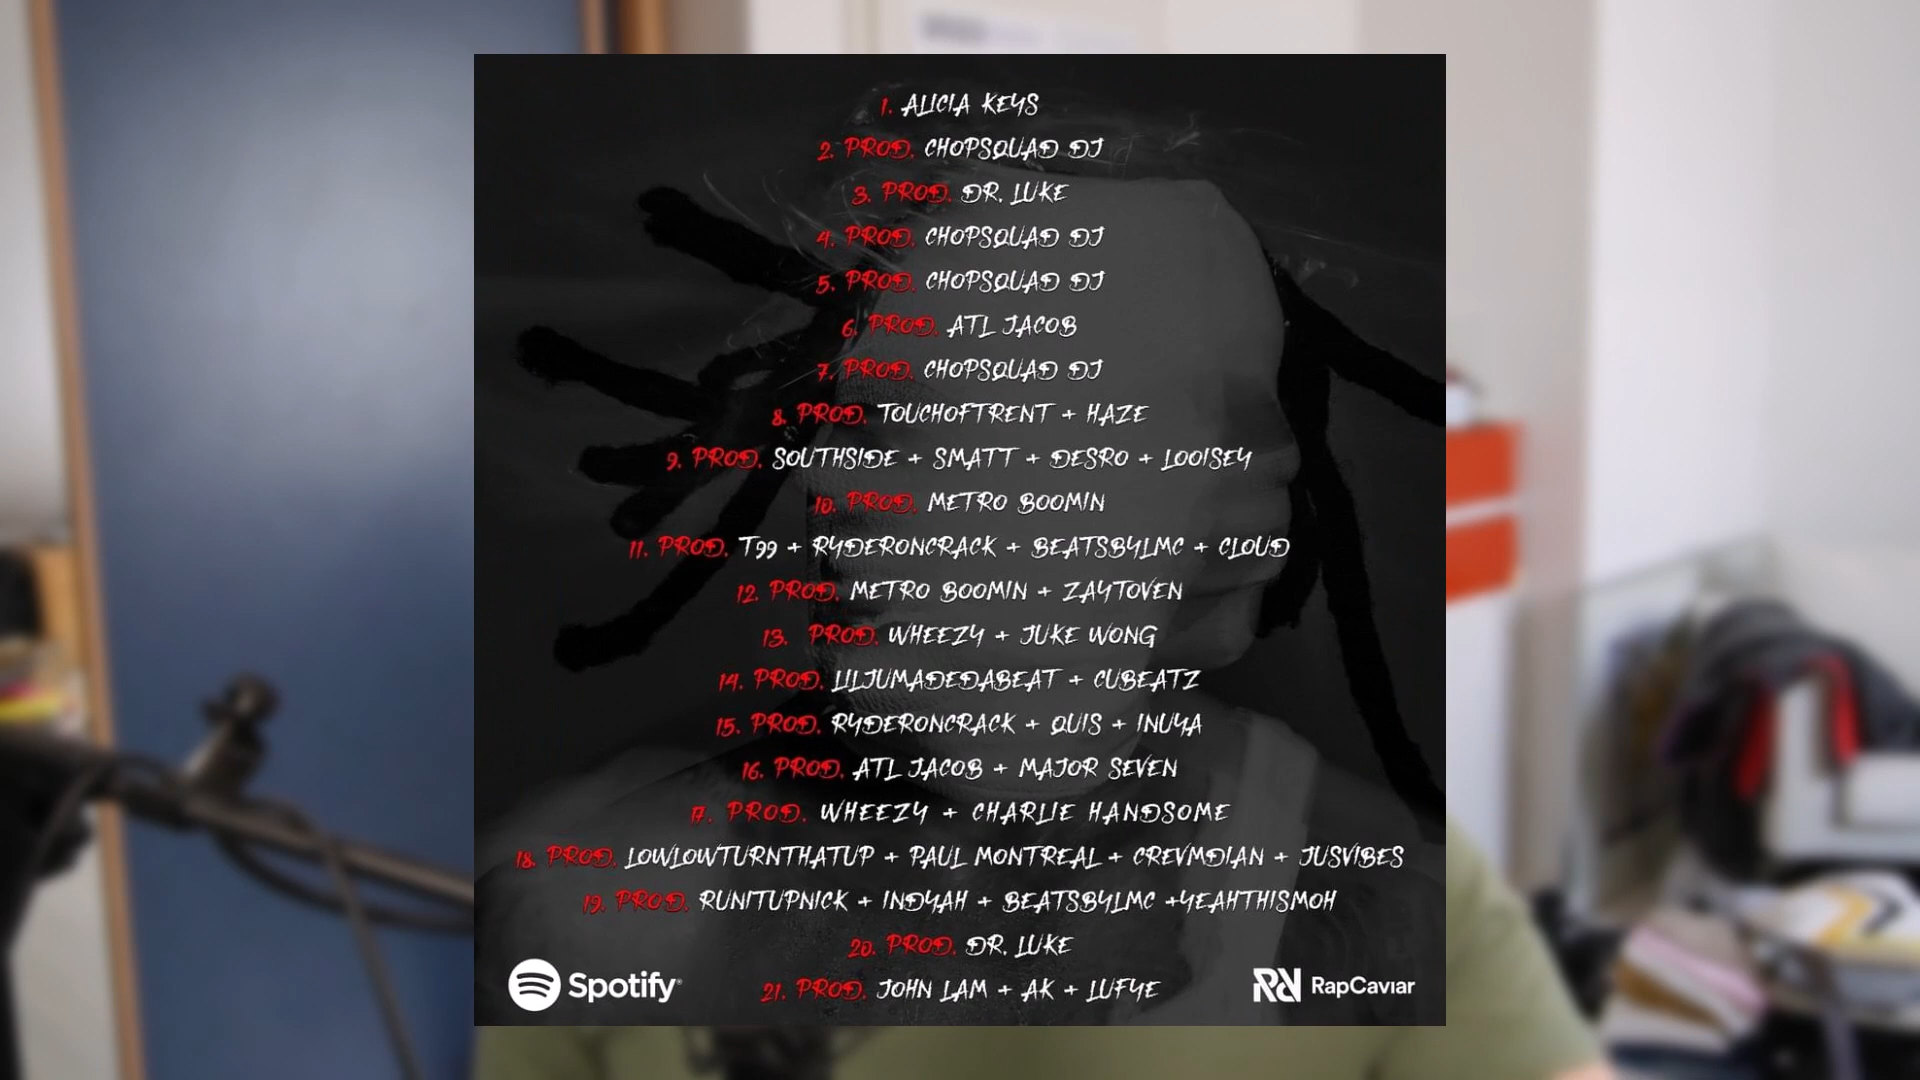 1. ALICIA KEYS
2. PROD. CHOPSQUAD DJ
3. PROD. DR. LUKE
4. PROD. CHOPSQUAD DJ
5. PROD. CHOPSQUAD DJ
6. PROD. ATL JACOB
7. PROD. CHOPSQUAD DJ
8. PROD. TOUCHOFTRENT + HAZE
9. PROD. SOUTHSIDE + SMATT + DESRO + LOOISEY
10. PROD. METRO BOOMIN
11. PROD. T99 + RYDERONCRACK + BEATSBYLMC + CLOUD
12. PROD. METRO BOOMIN + ZAYTOVEN
13. PROD. WHEEZY + JUKE WONG
14. PROD. LILJUMADEDABEAT + CUBEATZ
15. PROD. RYDERONCRACK + QUIS + INUYA
16. PROD. ATL JACOB + MAJOR SEVEN
17. PROD. WHEEZY + CHARLIE HANDSOME
18. PROD. LOWLOWTURNTHATUP + PAUL MONTREAL + CREVMDIAN + JUSVIBES
19. PROD. RUNITUPNICK + INDYAH + BEATSBYLMC +YEAHTHISMOH
20. PROD. DR. LUKE
21. PROD. JOHN LAM + AK + LUFYE
Spotify
RapCaviar